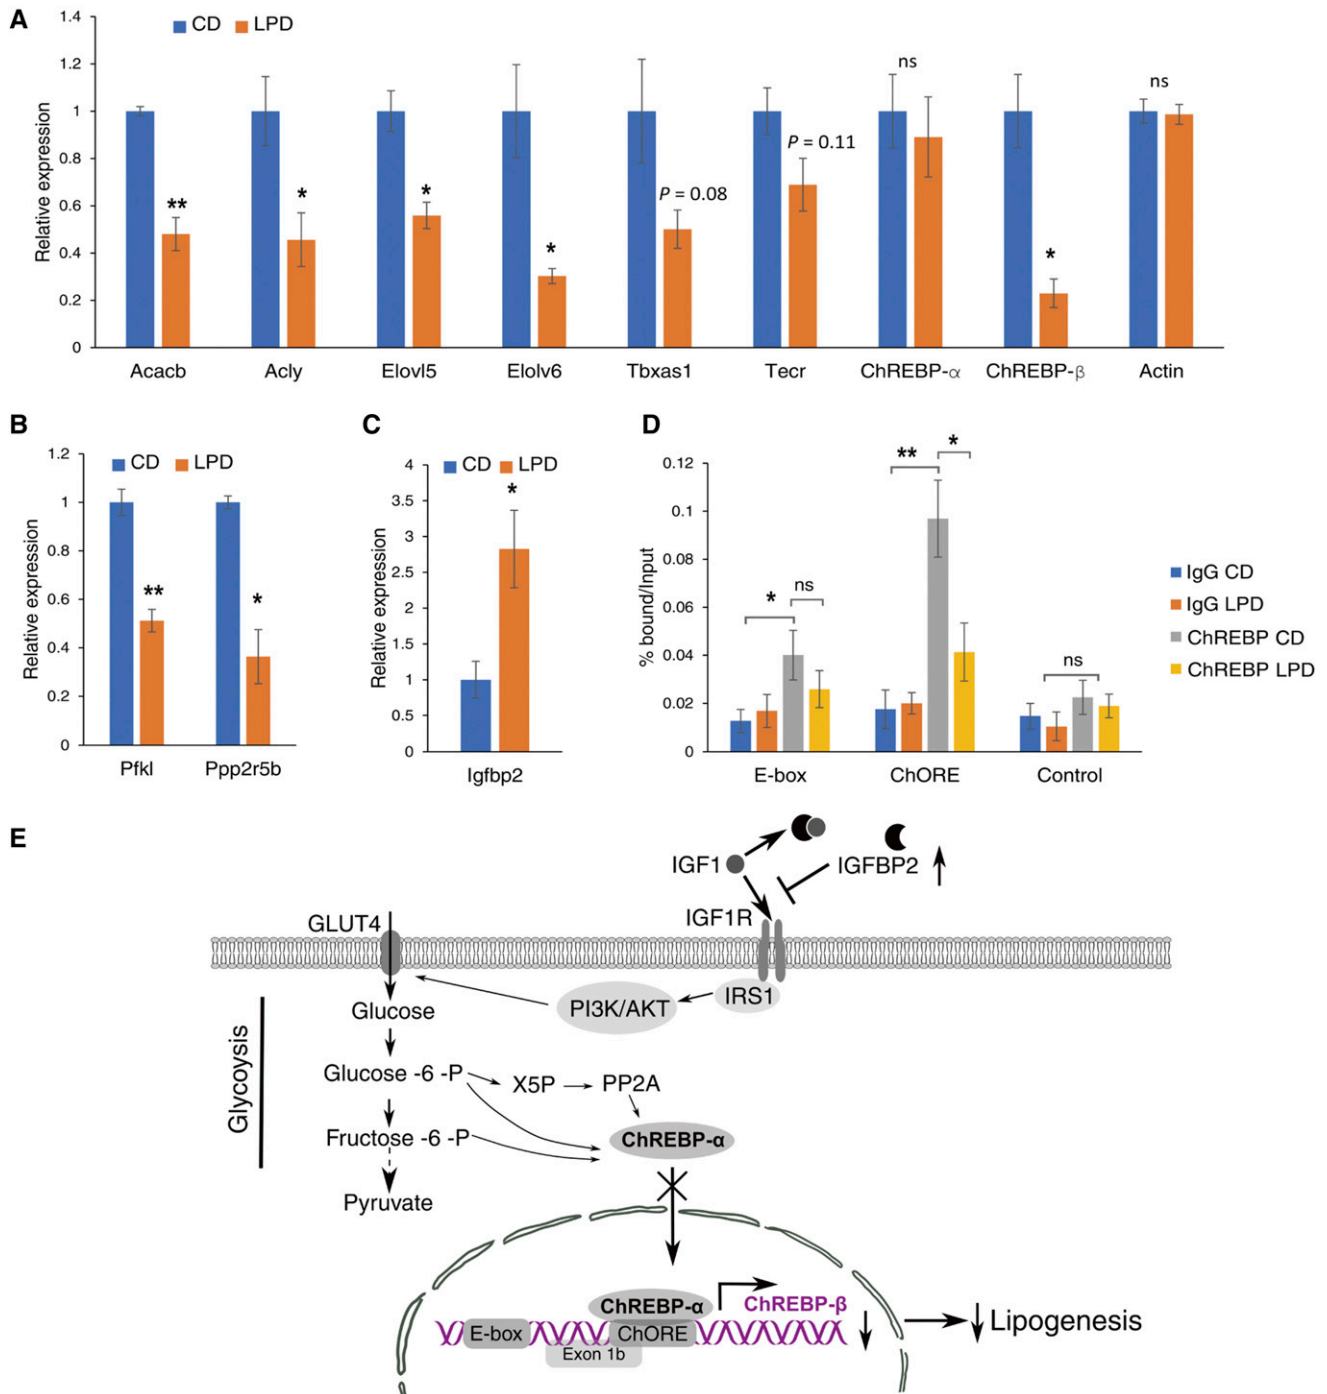 A
CD LPD
Relative expression
1.4
1.2
1
0.8
0.6
0.4
0.2
0
**
*
*
*
P = 0.08
P = 0.11
ns
*
ns
Acacb Acly Elovl5 Elolv6 Tbxas1 Tecr ChREBP-α ChREBP-β Actin
B
CD LPD
Relative expression
1.2
1
0.8
0.6
0.4
0.2
0
**
*
Pfkl Ppp2r5b
C
CD LPD
Relative expression
4
3.5
3
2.5
2
1.5
1
0.5
0
*
Igfbp2
D
% bound/Input
0.12
0.1
0.08
0.06
0.04
0.02
0
*
ns
**
*
ns
E-box ChORE Control
IgG CD
IgG LPD
ChREBP CD
ChREBP LPD
E
IGF1
IGFBP2
IGF1R
GLUT4
IRS1
PI3K/AKT
Glycoysis
Glucose
Glucose -6 -P
X5P
PP2A
Fructose -6 -P
ChREBP-α
Pyruvate
ChREBP-α
ChREBP-β
E-box
ChORE
Exon 1b
Lipogenesis